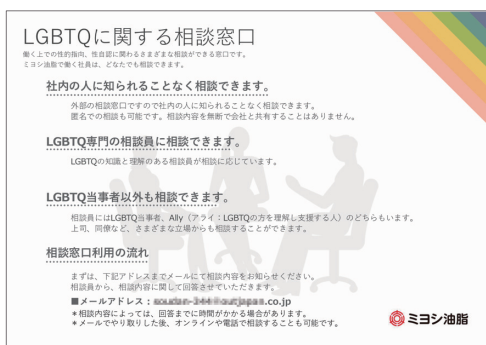 LGBTQに関する相談窓口
働く上での性的指向、性自認に関わるさまざまな相談ができる窓口です。
ミヨシ油脂で働く社員は、どなたでも相談できます。
社内の人に知られることなく相談できます。
外部の相談窓口ですので社内の人に知られることなく相談できます。
匿名での相談も可能です。相談内容を無断で会社と共有することはありません。
LGBTQ専門の相談員に相談できます。
LGBTQの知識と理解のある相談員が相談に応じています。
LGBTQ当事者以外も相談できます。
相談員にはLGBTQ当事者、Ally（アライ：LGBTQの方を理解し支援する人）のどちらもいます。
上司、同僚など、さまざまな立場からも相談することができます。
相談窓口利用の流れ
まずは、下記アドレスまでメールにて相談内容をお知らせください。
相談員から、相談内容に関して回答させていただきます。
■メールアドレス：.co.jp
＊相談内容によっては、回答までに時間がかかる場合があります。
＊メールでやり取りした後、オンラインや電話で相談することも可能です。
ミヨシ油脂